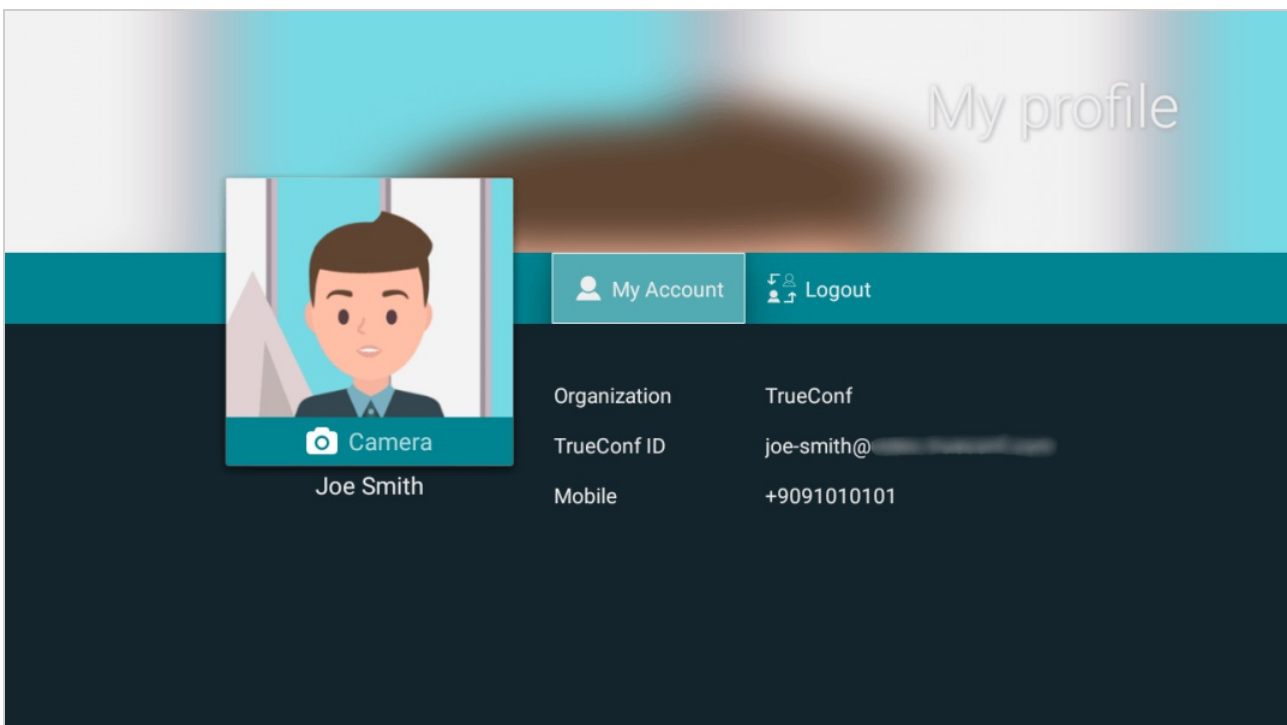 My profile
My Account
Logout
Camera
Joe Smith
Organization TrueConf
TrueConf ID joe-smith@
Mobile +9091010101